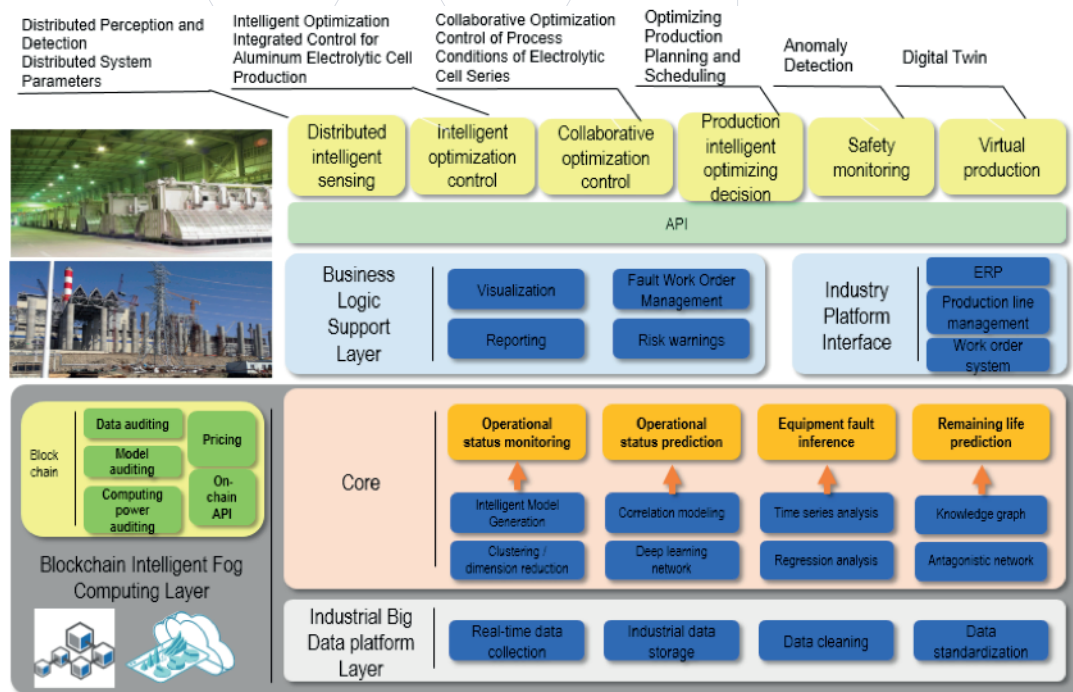 Distributed Perception and
Detection
Distributed System
Parameters
Intelligent Optimization
Integrated Control for
Aluminum Electrolytic Cell
Production
Collaborative Optimization
Control of Process
Conditions of Electrolytic
Cell Series
Optimizing
Production
Planning and
Scheduling
Anomaly
Detection
Digital Twin
Distributed
intelligent
sensing
Intelligent
optimization
control
Collaborative
optimization
control
Production
intelligent
optimizing
decision
Safety
monitoring
Virtual
production
API
Business
Logic
Support
Layer
Visualization
Fault Work Order
Management
Reporting
Risk warnings
Industry
Platform
Interface
ERP
Production line
management
Work order
system
Block
chain
Data auditing
Model
auditing
Computing
power
auditing
Pricing
On-
chain
API
Blockchain Intelligent Fog
Computing Layer
Core
Operational
status monitoring
Operational
status prediction
Equipment fault
inference
Remaining life
prediction
Intelligent Model
Generation
Correlation modeling
Time series analysis
Knowledge graph
Clustering /
dimension reduction
Deep learning
network
Regression analysis
Antagonistic network
Industrial Big
Data platform
Layer
Real-time data
collection
Industrial data
storage
Data cleaning
Data
standardization